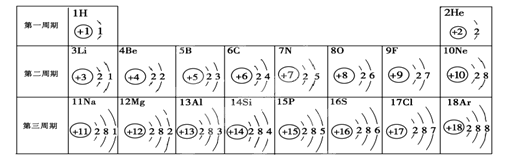 1H 2He
第一周期 +1 1 +2 2
3Li 4Be 5B 6C 7N 8O 9F 10Ne
第二周期 +3 2 1 +4 2 2 +5 2 3 +6 2 4 +7 2 5 +8 2 6 +9 2 7 +10 2 8
11Na 12Mg 13Al 14Si 15P 16S 17Cl 18Ar
第三周期 +11 2 8 1 +12 2 8 2 +13 2 8 3 +14 2 8 4 +15 2 8 5 +16 2 8 6 +17 2 8 7 +18 2 8 8